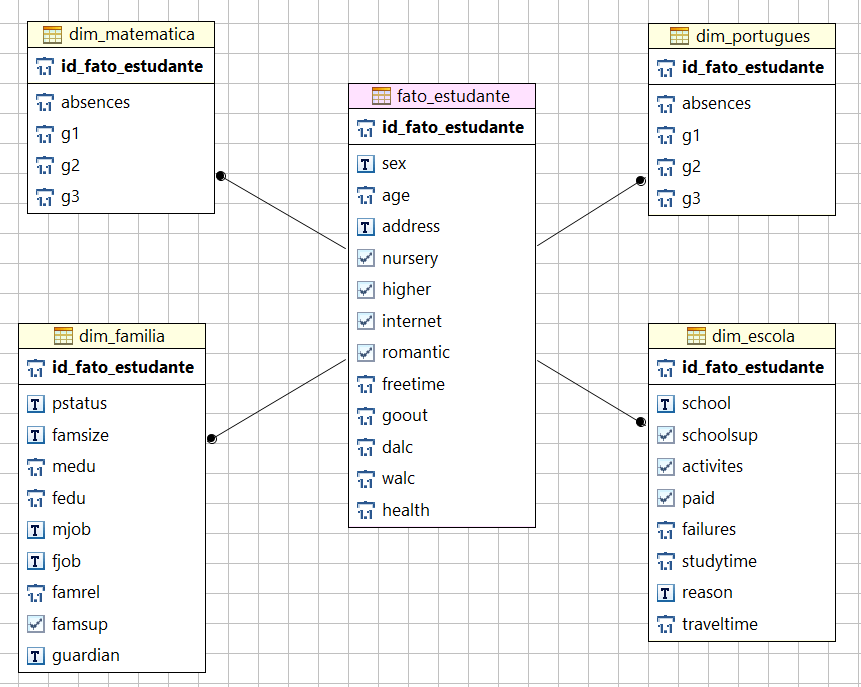 dim_matematica
id_fato_estudante
absences
g1
g2
g3
fato_estudante
id_fato_estudante
sex
age
address
nursery
higher
internet
romantic
freetime
goout
dalc
walc
health
dim_portugues
id_fato_estudante
absences
g1
g2
g3
dim_familia
id_fato_estudante
pstatus
famsize
medu
fedu
mjob
fjob
famrel
famsup
guardian
dim_escola
id_fato_estudante
school
schoolsup
activites
paid
failures
studytime
reason
traveltime